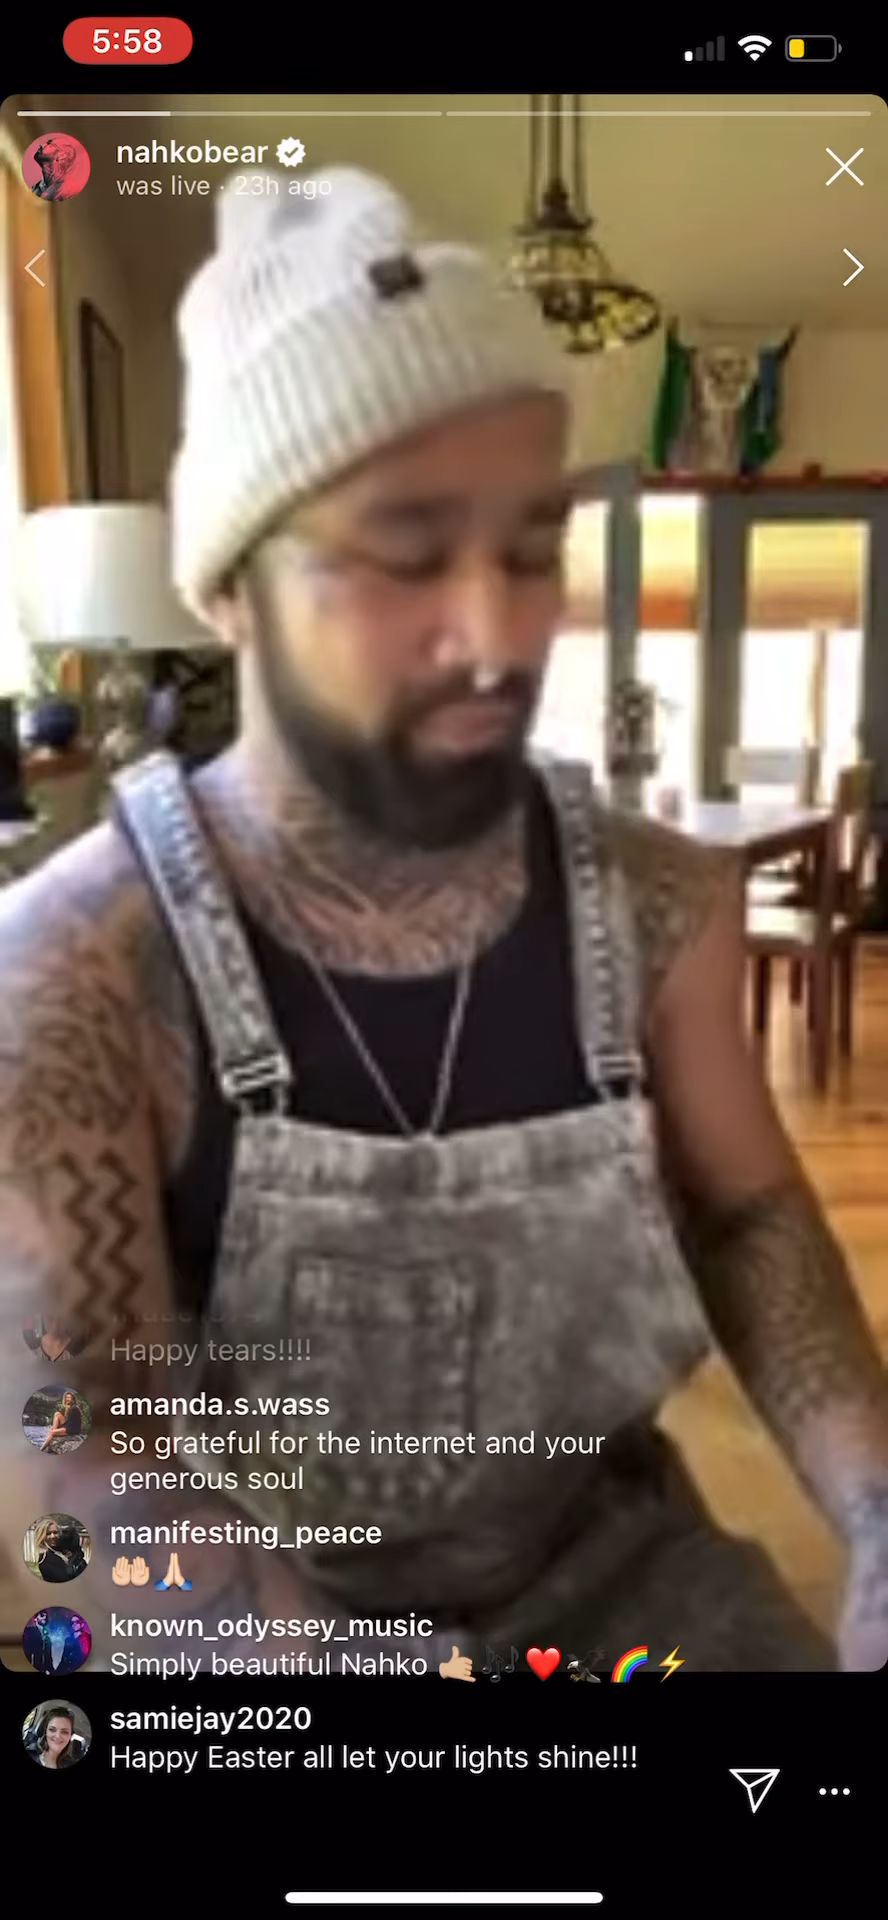 5:58
nahkobear
was live · 23h ago
Happy tears!!!!
amanda.s.wass
So grateful for the internet and your
generous soul
manifesting_peace
🤲🏻🙏🏻
known_odyssey_music
Simply beautiful Nahko 🤙🏼🎶❤️🦅🌈⚡
samiejay2020
Happy Easter all let your lights shine!!!